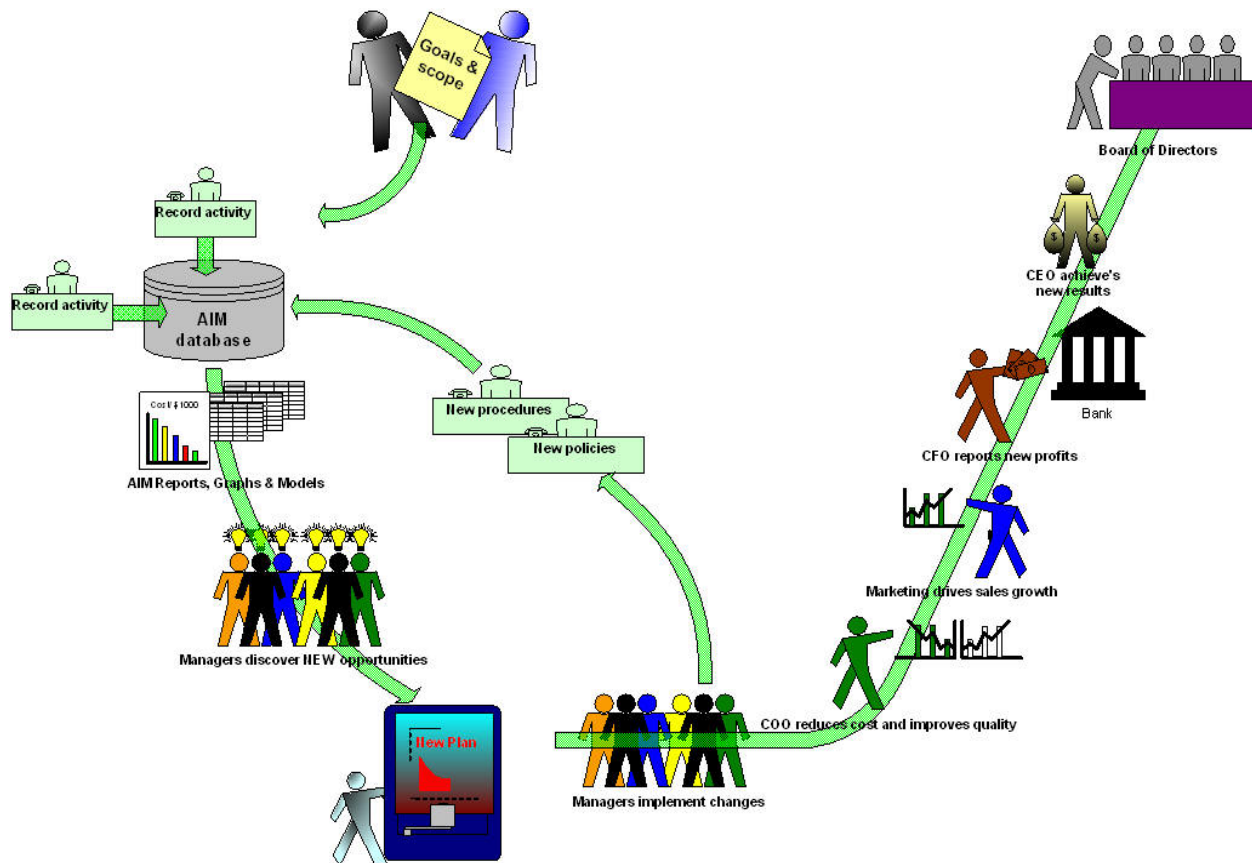 Goals &
scope
Board of Directors
Record activity
CEO achieve's
new results
Record activity
AIM
database
Cost/ $1000
New procedures
New policies
Bank
CFO reports new profits
AIM Reports, Graphs & Models
$
$
Marketing drives sales growth
Managers discover NEW opportunities
COO reduces cost and improves quality
New Plan
Managers implement changes